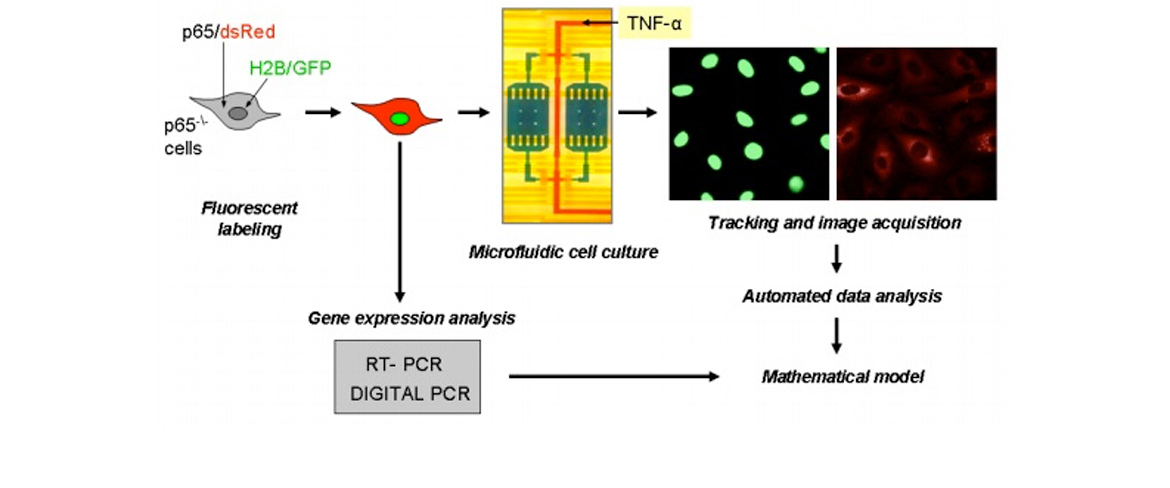 p65/dsRed
H2B/GFP
p65-\-
cells
Fluorescent
labeling
TNF-α
Microfluidic cell culture
Tracking and image acquisition
Automated data analysis
Gene expression analysis
RT- PCR
DIGITAL PCR
Mathematical model